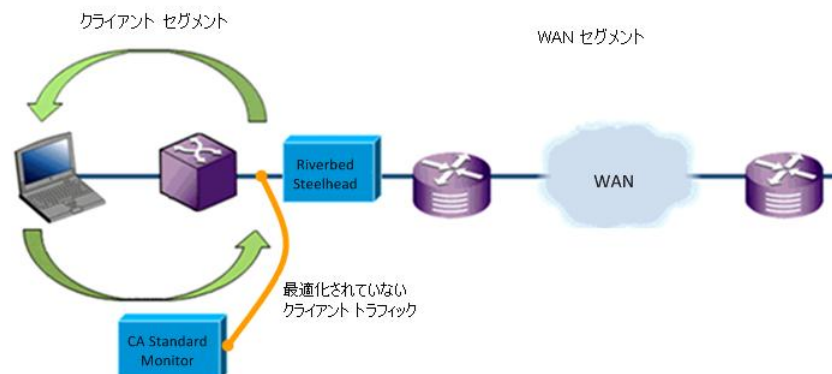 クライアント セグメント
WAN セグメント
Riverbed
Steelhead
WAN
最適化されていない
クライアント トラフィック
CA Standard
Monitor